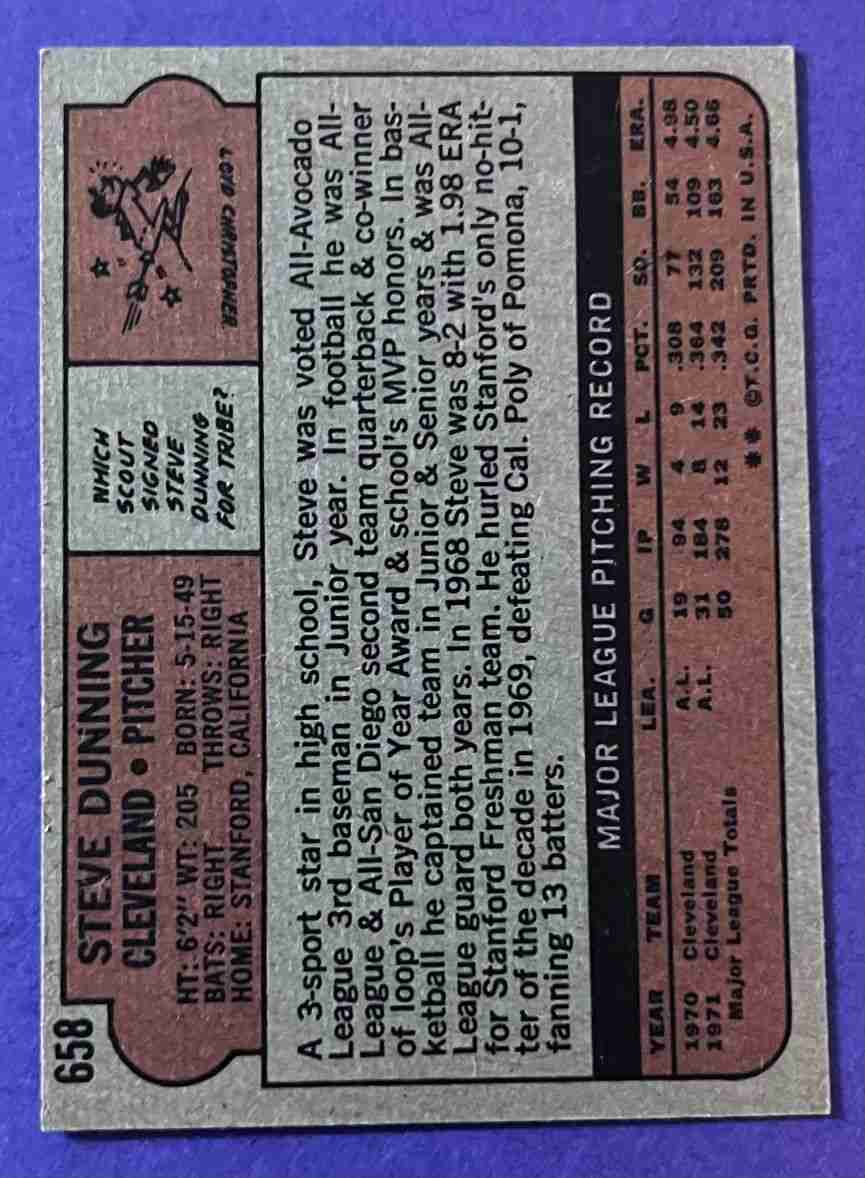 658
STEVE DUNNING
CLEVELAND • PITCHER
HT: 6'2" WT: 205 BORN: 5-15-49
BATS: RIGHT THROWS: RIGHT
HOME: STANFORD, CALIFORNIA
WHICH
SCOUT
SIGNED
STEVE
DUNNING
FOR TRIBE?
LOYD CHRISTOPHER.
A 3-sport star in high school, Steve was voted All-Avocado
League 3rd baseman in Junior year. In football he was All-
League & All-San Diego second team quarterback & co-winner
of loop's Player of Year Award & school's MVP honors. In bas-
ketball he captained team in Junior & Senior years & was All-
League guard both years. In 1968 Steve was 8-2 with 1.98 ERA
for Stanford Freshman team. He hurled Stanford's only no-hit-
ter of the decade in 1969, defeating Cal. Poly of Pomona, 10-1,
fanning 13 batters.
MAJOR LEAGUE PITCHING RECORD
YEAR TEAM LEA. G IP W L PCT. SO. BB. ERA.
1970 Cleveland A.L. 19 94 4 9 .308 77 54 4.98
1971 Cleveland A.L. 31 184 8 14 .364 132 109 4.50
Major League Totals 50 278 12 23 .342 209 163 4.66
** ©T.C.G. PRTD. IN U.S.A.